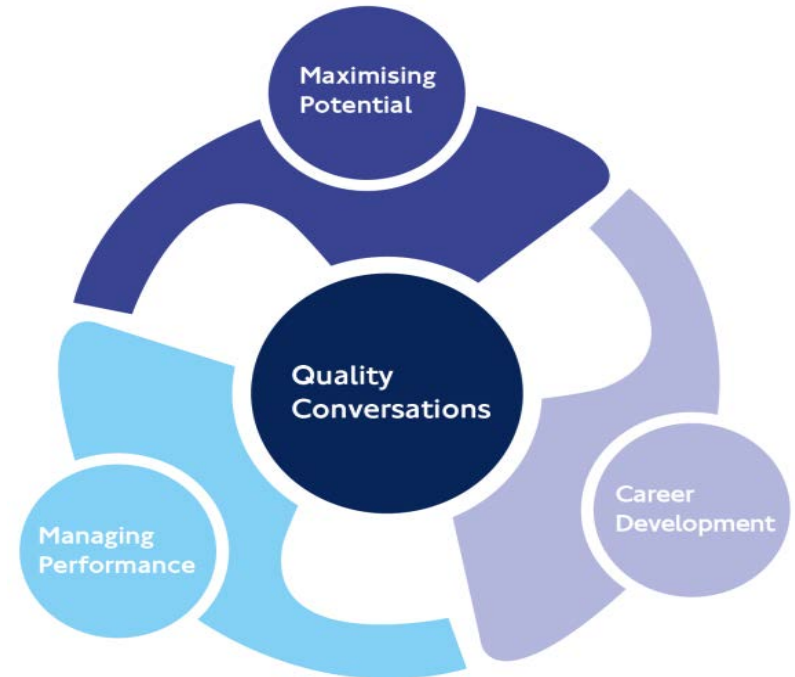 Maximising
Potential
Quality
Conversations
Career
Development
Managing
Performance